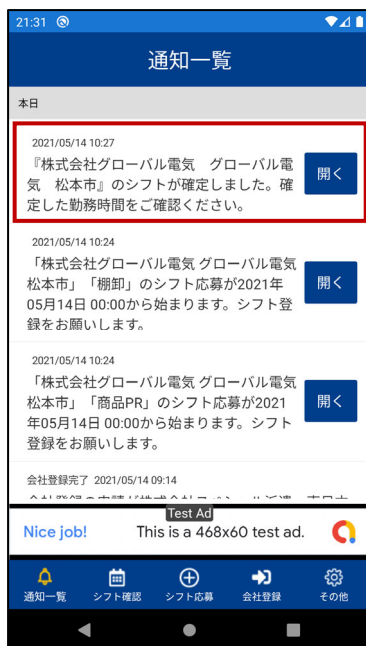 21:31
通知一覧
本日
2021/05/14 10:27
『株式会社グローバル電気　グローバル電
気　松本市』のシフトが確定しました。確
定した勤務時間をご確認ください。
開く
2021/05/14 10:24
「株式会社グローバル電気 グローバル電気
松本市」「棚卸」のシフト応募が2021年
05月14日 00:00から始まります。シフト登
録をお願いします。
開く
2021/05/14 10:24
「株式会社グローバル電気 グローバル電気
松本市」「商品PR」のシフト応募が2021
年05月14日 00:00から始まります。シフト
登録をお願いします。
開く
会社登録完了 2021/05/14 09:14
Test Ad
Nice job!
This is a 468x60 test ad.
通知一覧
シフト確認
シフト応募
会社登録
その他